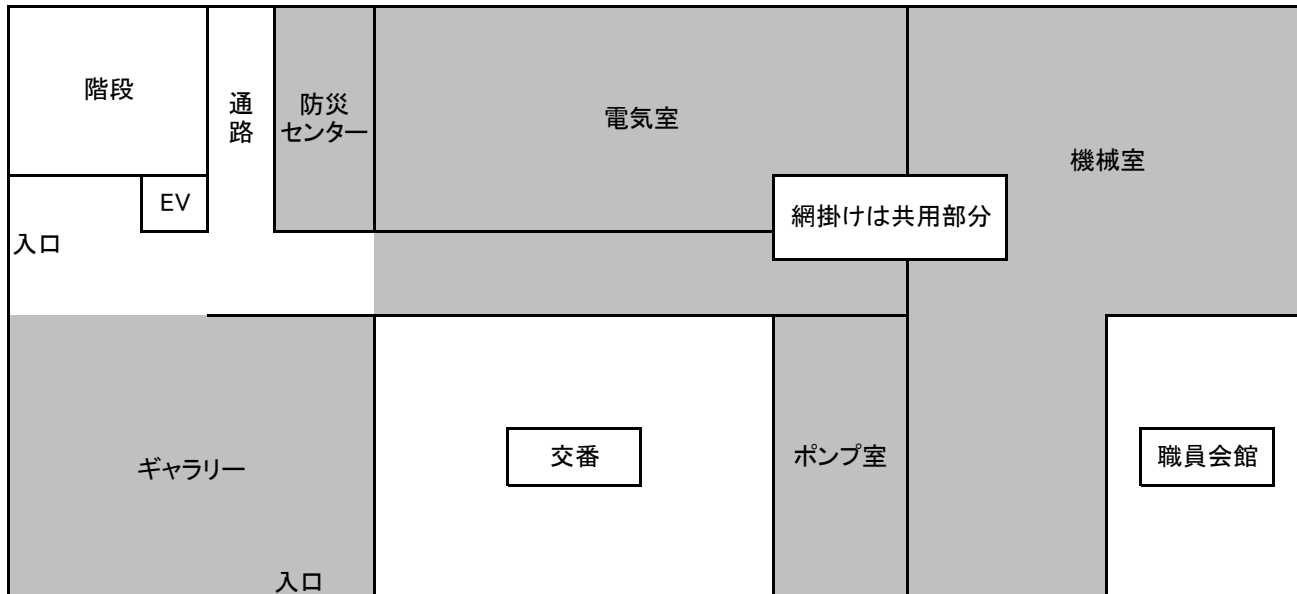 階段
通
路
防災
センター
電気室
機械室
EV
網掛けは共用部分
入口
ギャラリー
交番
ポンプ室
職員会館
入口